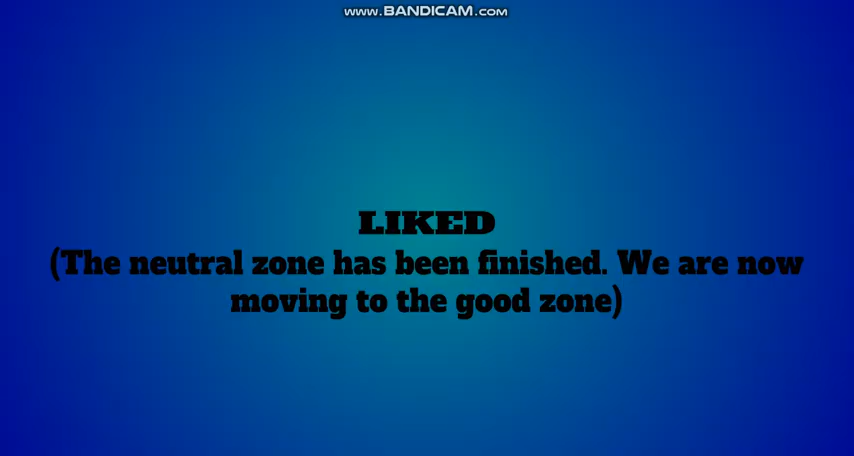 www.BANDICAM.com
LIKED
(The neutral zone has been finished. We are now
moving to the good zone)